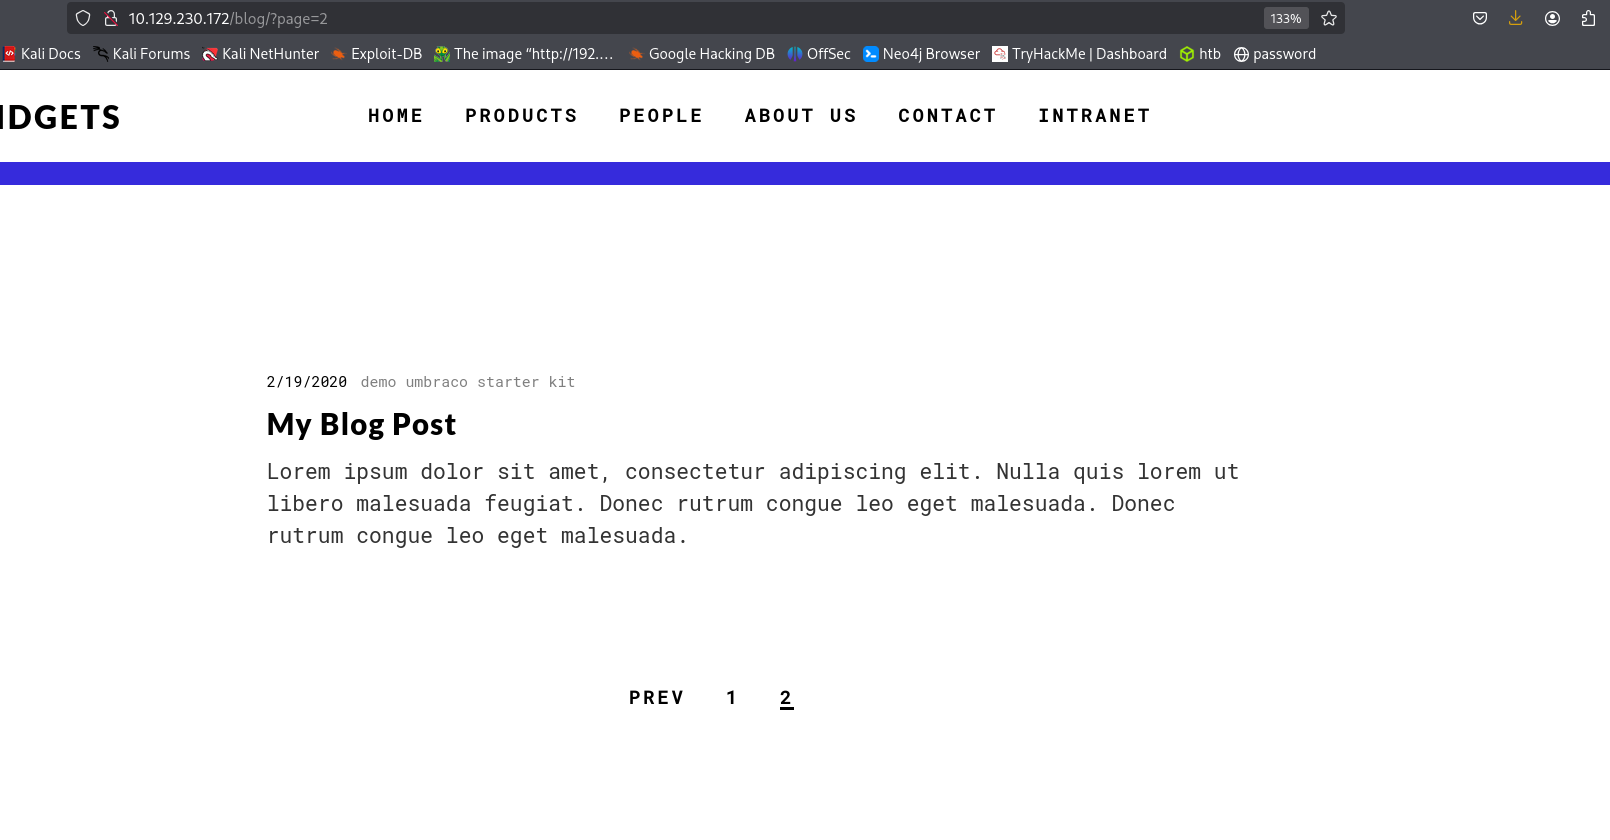 10.129.230.172/blog/?page=2 133%
Kali Docs Kali Forums Kali NetHunter Exploit-DB The image “http://192.… Google Hacking DB OffSec Neo4j Browser TryHackMe | Dashboard htb password
IDGETS HOME PRODUCTS PEOPLE ABOUT US CONTACT INTRANET
2/19/2020 demo umbraco starter kit
My Blog Post
Lorem ipsum dolor sit amet, consectetur adipiscing elit. Nulla quis lorem ut
libero malesuada feugiat. Donec rutrum congue leo eget malesuada. Donec
rutrum congue leo eget malesuada.
PREV 1 2